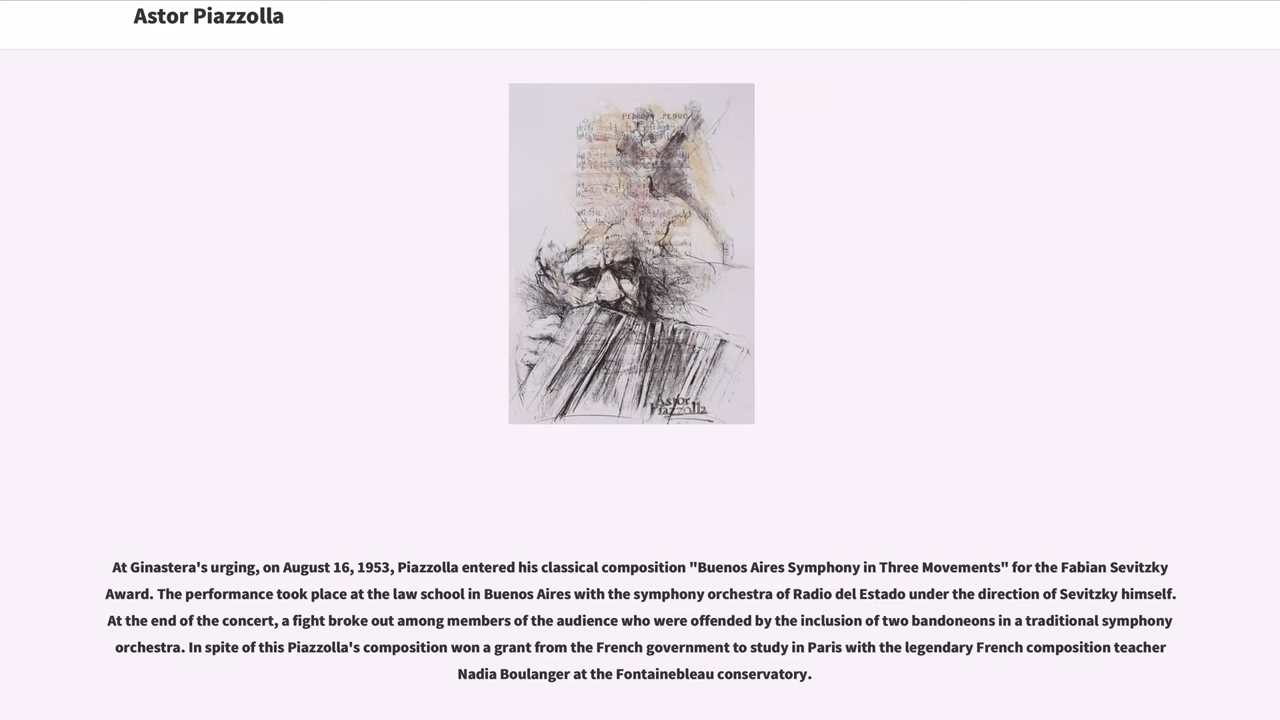 Astor Piazzolla
PEDRO Y PEDRO
Astor
Piazzolla
At Ginastera's urging, on August 16, 1953, Piazzolla entered his classical composition "Buenos Aires Symphony in Three Movements" for the Fabian Sevitzky
Award. The performance took place at the law school in Buenos Aires with the symphony orchestra of Radio del Estado under the direction of Sevitzky himself.
At the end of the concert, a fight broke out among members of the audience who were offended by the inclusion of two bandoneons in a traditional symphony
orchestra. In spite of this Piazzolla's composition won a grant from the French government to study in Paris with the legendary French composition teacher
Nadia Boulanger at the Fontainebleau conservatory.